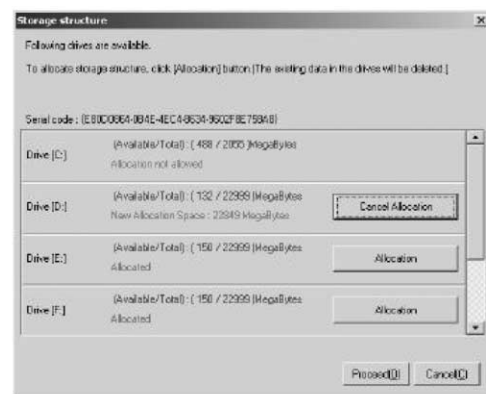 Storage structure
Following drives are available.
To allocate storage structure, click [Allocation] button [The existing data in the drives will be deleted.]
Serial code : {E80D0864-0B4E-4EC4-8634-9602F8E759A8}
Drive [C:]
(Available/Total) : ( 488 / 2055 )MegaBytes
Allocation not allowed
Drive [D:]
(Available/Total) : ( 132 / 22999 )MegaBytes
New Allocation Space : 22849 MegaBytes
Cancel Allocation
Drive [E:]
(Available/Total) : ( 150 / 22999 )MegaBytes
Allocated
Allocation
Drive [F:]
(Available/Total) : ( 150 / 22999 )MegaBytes
Allocated
Allocation
Proceed(O) Cancel(C)